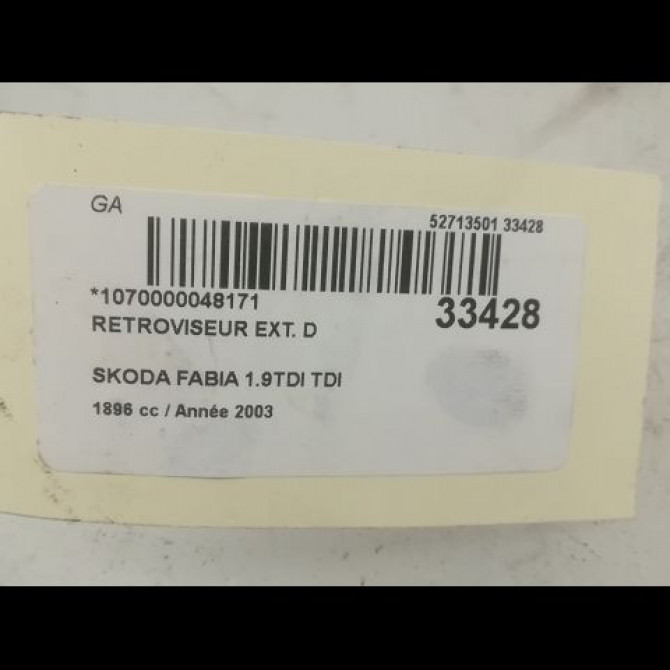 GA
52713501 33428
*1070000048171
33428
RETROVISEUR EXT. D
SKODA FABIA 1.9TDI TDI
1896 cc / Année 2003